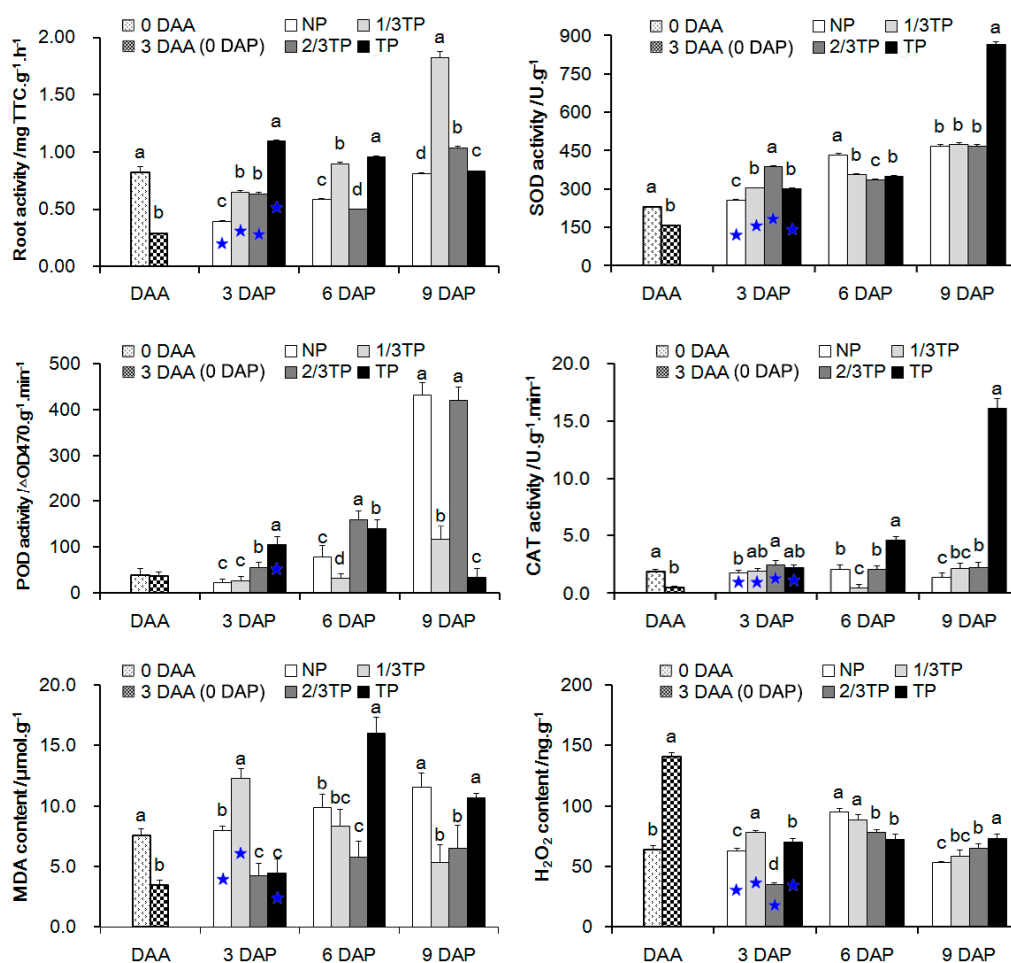 Root activity /mg TTC.g⁻¹.h⁻¹
0 DAA NP 1/3TP
3 DAA (0 DAP) 2/3TP TP
2.00
1.50
1.00
0.50
0.00
a b
c b b a
c b d a
d a b c
DAA 3 DAP 6 DAP 9 DAP
SOD activity /U.g⁻¹
0 DAA NP 1/3TP
3 DAA (0 DAP) 2/3TP TP
900
750
600
450
300
150
0
a b
c b a b
a b c b
b b b a
DAA 3 DAP 6 DAP 9 DAP
POD activity /△OD470.g⁻¹.min⁻¹
0 DAA NP 1/3TP
3 DAA (0 DAP) 2/3TP TP
500
400
300
200
100
0
c c b a
c d a b
a b a c
DAA 3 DAP 6 DAP 9 DAP
CAT activity /U.g⁻¹.min⁻¹
0 DAA NP 1/3TP
3 DAA (0 DAP) 2/3TP TP
20.0
15.0
10.0
5.0
0.0
a b
b ab a ab
b c b a
c bc b a
DAA 3 DAP 6 DAP 9 DAP
MDA content /μmol.g⁻¹
0 DAA NP 1/3TP
3 DAA (0 DAP) 2/3TP TP
20.0
15.0
10.0
5.0
0.0
a b
b a c c
b bc c a
a b b a
DAA 3 DAP 6 DAP 9 DAP
H₂O₂ content /ng.g⁻¹
0 DAA NP 1/3TP
3 DAA (0 DAP) 2/3TP TP
200
150
100
50
0
b a
c a d b
a a b b
c bc b a
DAA 3 DAP 6 DAP 9 DAP